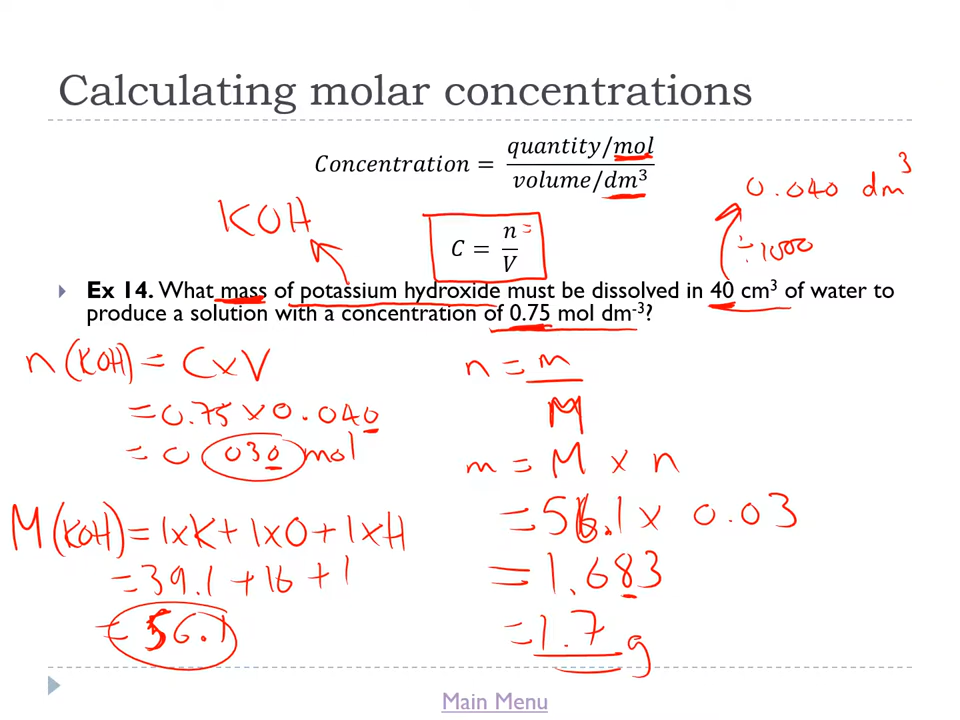 Calculating molar concentrations
Concentration = quantity/mol
volume/dm³
0.040 dm³
KOH
C = n =
V
÷1000
Ex 14. What mass of potassium hydroxide must be dissolved in 40 cm³ of water to
produce a solution with a concentration of 0.75 mol dm⁻³?
n(KOH) = C×V
= 0.75 × 0.040
= 0 030 mol
M(KOH) = 1×K + 1×O + 1×H
= 39.1 + 16 + 1
= 56.1
n = m
M
m = M × n
= 56.1 × 0.03
= 1.683
= 1.7 g
Main Menu